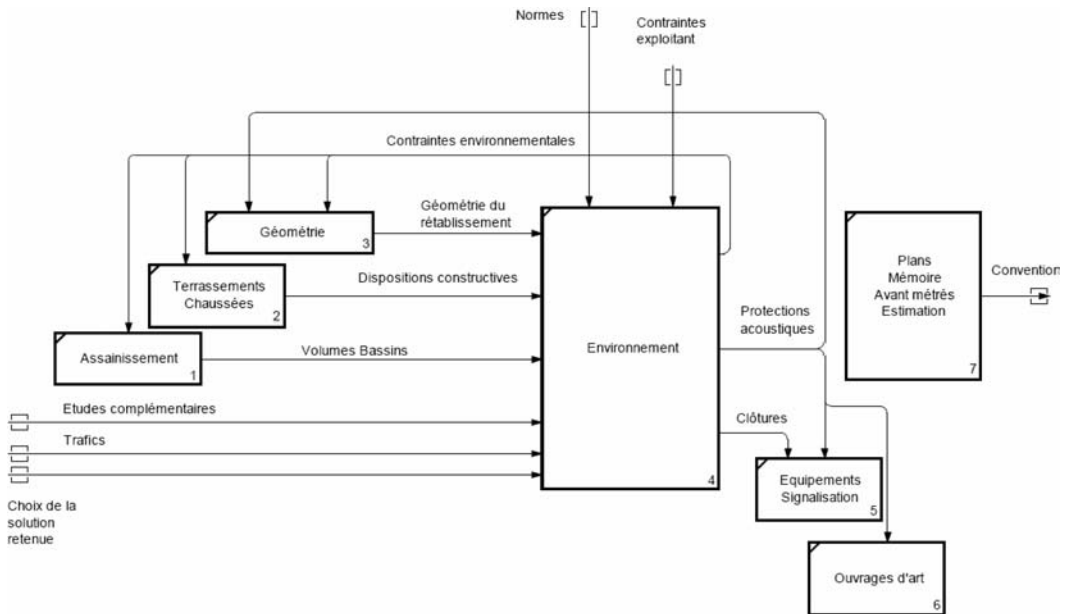 Normes
Contraintes
exploitant
Contraintes environnementales
Géométrie
3
Géométrie du
rétablissement
Terrassements
Chaussées
2
Dispositions constructives
Assainissement
1
Volumes Bassins
Etudes complémentaires
Trafics
Choix de la
solution
retenue
Environnement
4
Protections
acoustiques
Clôtures
Equipements
Signalisation
5
Ouvrages d'art
6
Plans
Mémoire
Avant métrés
Estimation
7
Convention